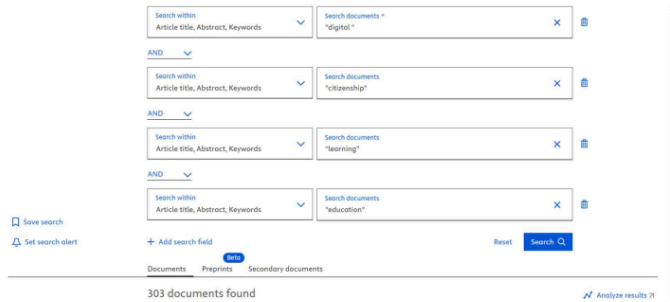 Search within Search documents *
Article title, Abstract, Keywords "digital "
AND
Search within Search documents
Article title, Abstract, Keywords "citizenship"
AND
Search within Search documents
Article title, Abstract, Keywords "learning"
AND
Search within Search documents
Article title, Abstract, Keywords "education"
Save search
Set search alert + Add search field Reset Search
Beta
Documents Preprints Secondary documents
303 documents found Analyze results